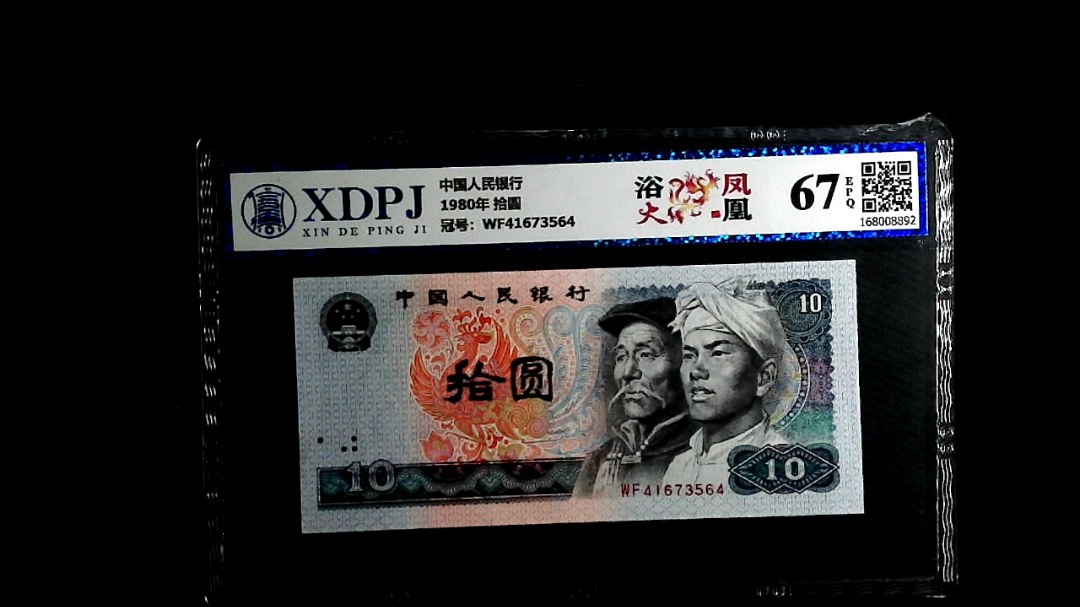 XDPJ
XIN DE PING JI
中国人民银行
1980年 拾圆
冠号：WF41673564
浴火凤凰
67 EPQ
168008892
中國人民银行
10
拾圆
10
WF41673564
10